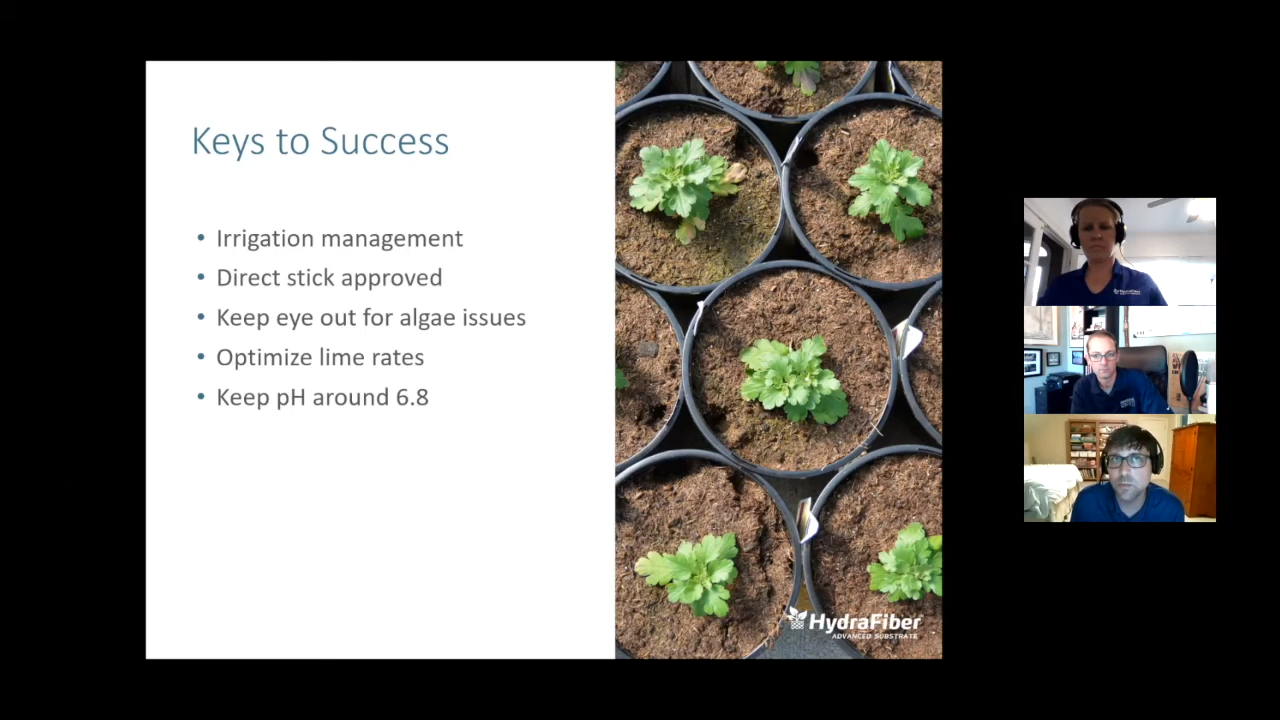 Keys to Success
• Irrigation management
• Direct stick approved
• Keep eye out for algae issues
• Optimize lime rates
• Keep pH around 6.8
HydraFiber
ADVANCED SUBSTRATE
HydraFiber